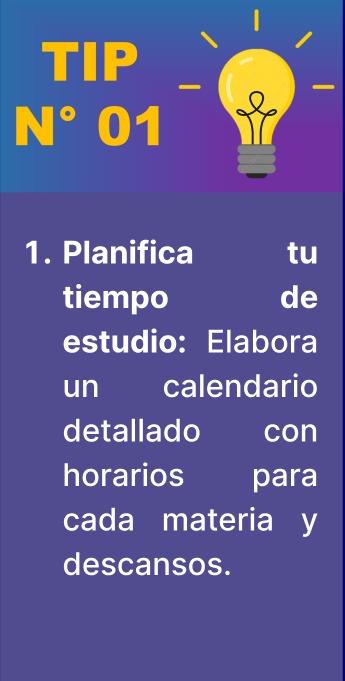 TIP
N° 01
1. Planifica tu
tiempo de
estudio: Elabora
un calendario
detallado con
horarios para
cada materia y
descansos.